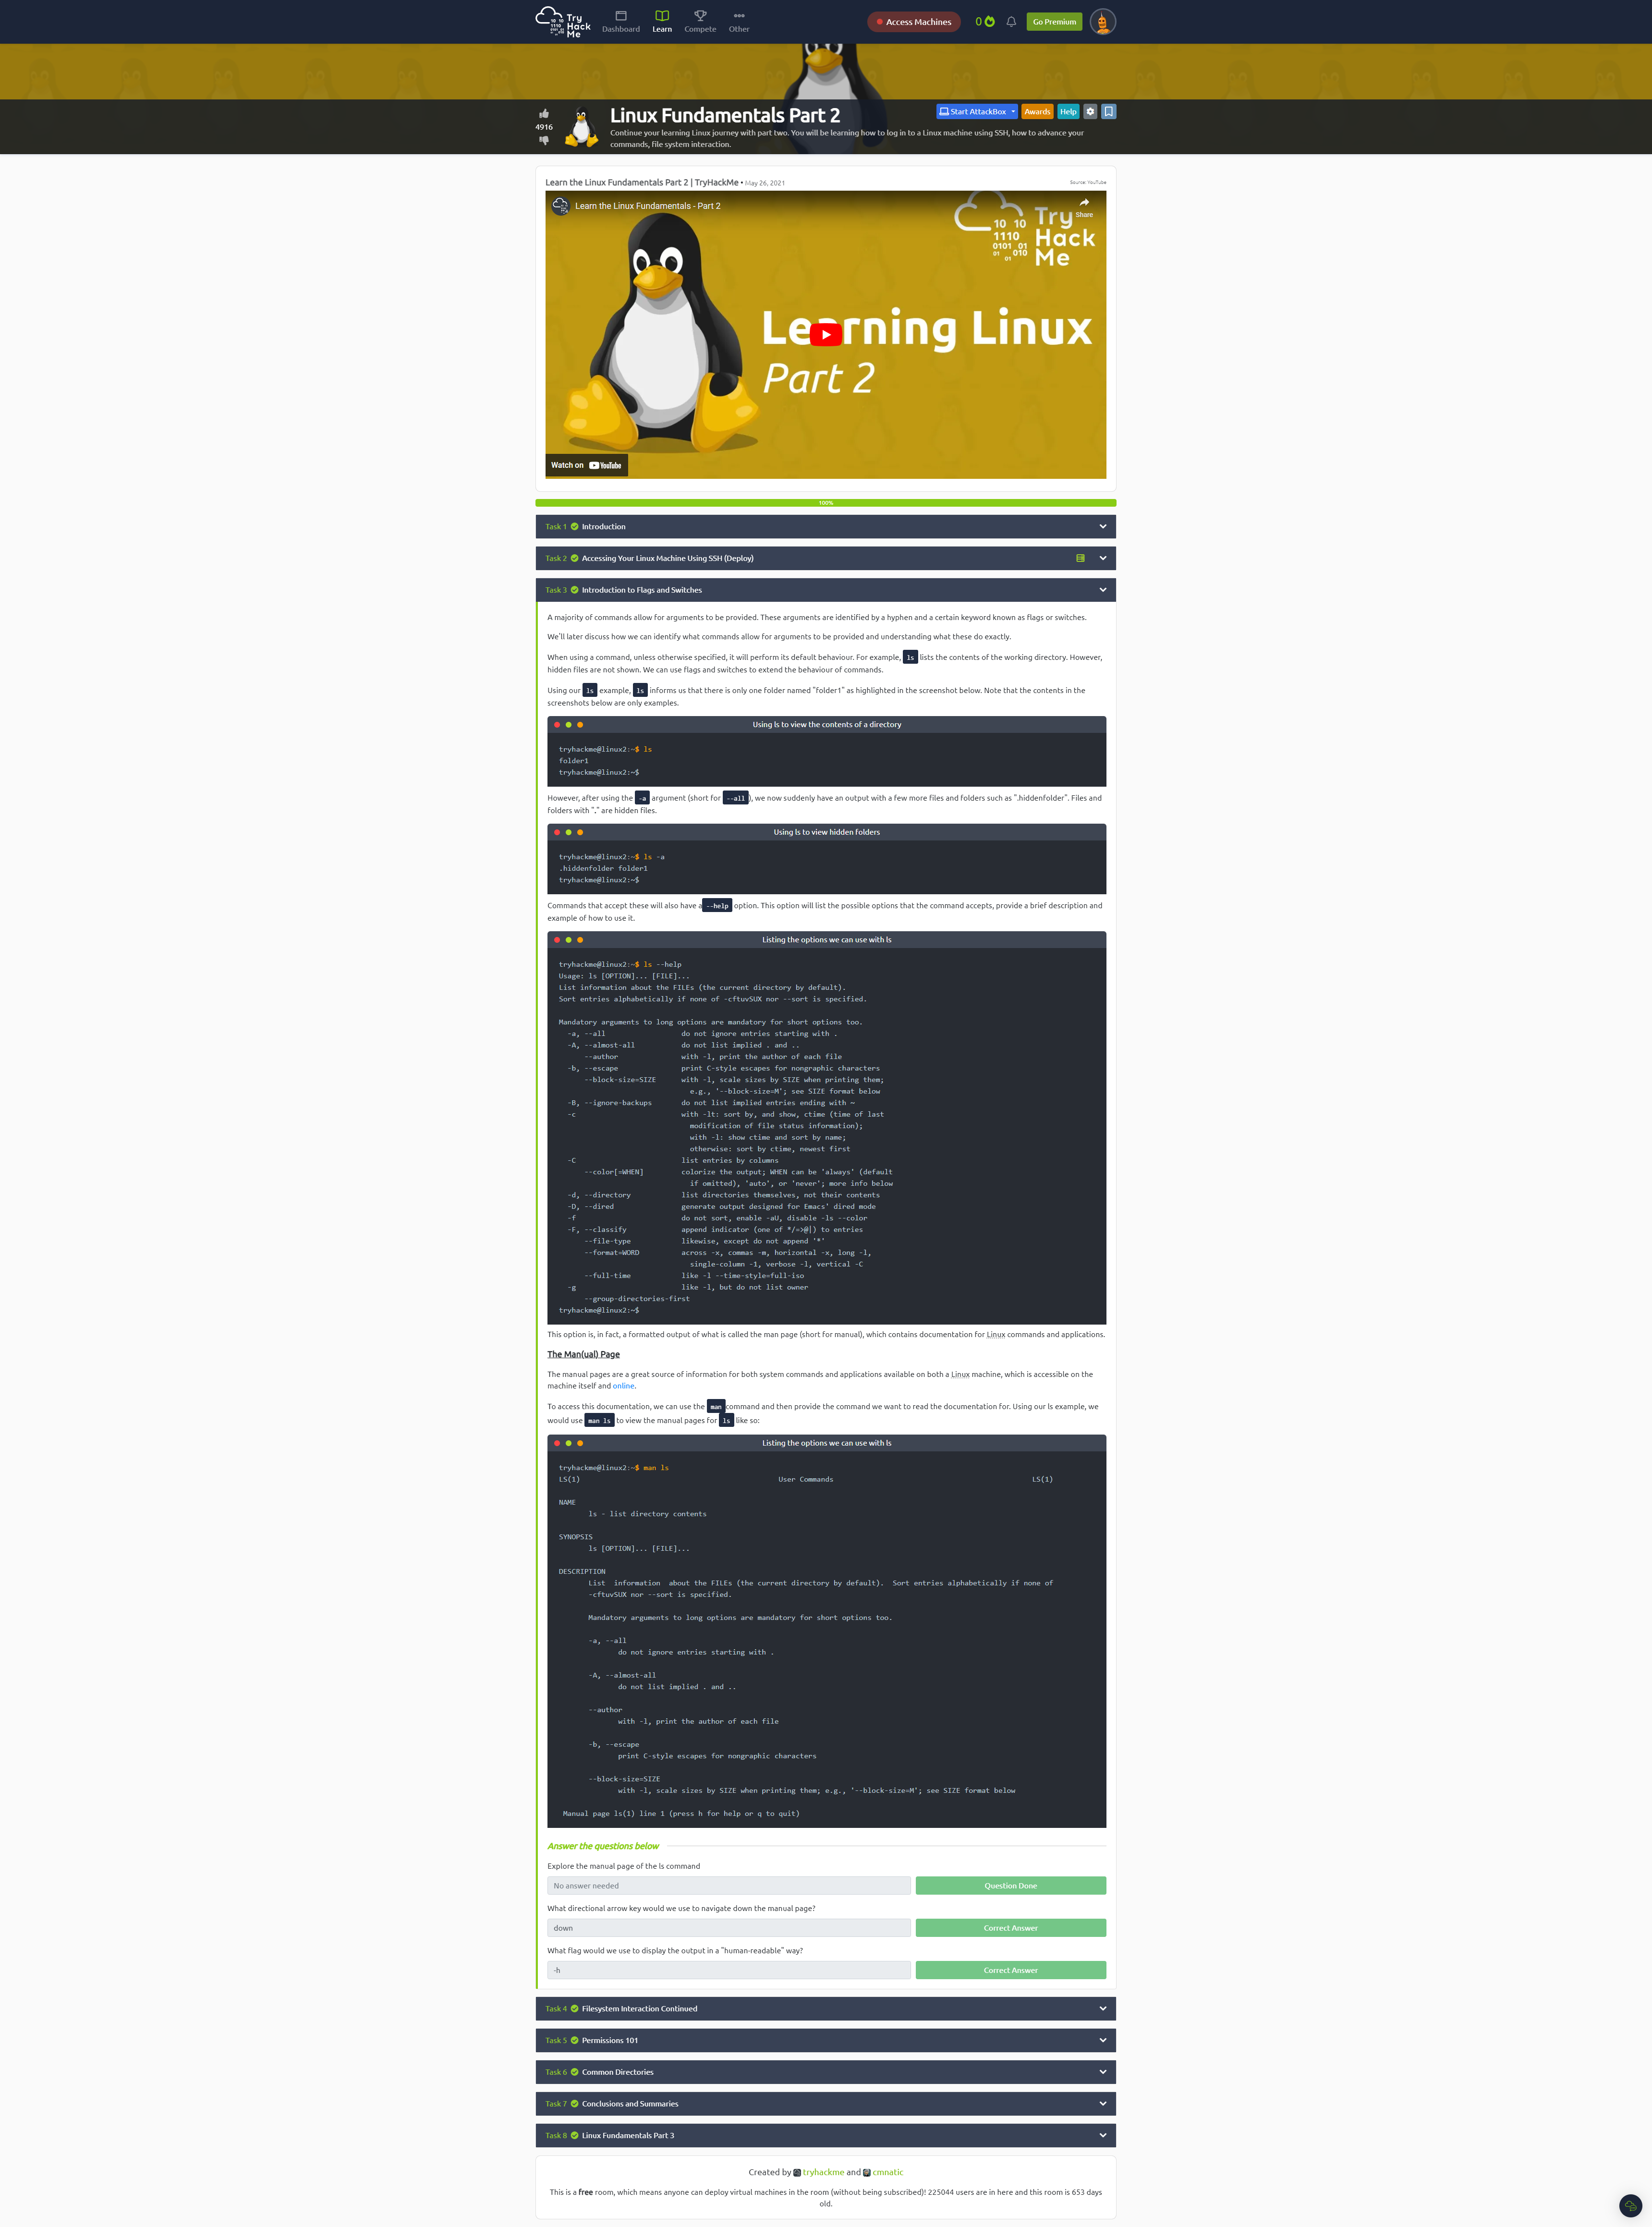 Try
Hack
Me
Dashboard
Learn
Compete
Other
Access Machines
0
Go Premium
4916
Linux Fundamentals Part 2
Start AttackBox
Awards
Help
Continue your learning Linux journey with part two. You will be learning how to log in to a Linux machine using SSH, how to advance your
commands, file system interaction.
Learn the Linux Fundamentals Part 2 | TryHackMe • May 26, 2021
Source: YouTube
Learn the Linux Fundamentals - Part 2
Share
10 10
1110
0101 01
01 010
01
Try
Hack
Me
Learning Linux
Part 2
Watch on YouTube
100%
Task 1 Introduction
Task 2 Accessing Your Linux Machine Using SSH (Deploy)
Task 3 Introduction to Flags and Switches
A majority of commands allow for arguments to be provided. These arguments are identified by a hyphen and a certain keyword known as flags or switches.
We'll later discuss how we can identify what commands allow for arguments to be provided and understanding what these do exactly.
When using a command, unless otherwise specified, it will perform its default behaviour. For example, ls lists the contents of the working directory. However,
hidden files are not shown. We can use flags and switches to extend the behaviour of commands.
Using our ls example, ls informs us that there is only one folder named "folder1" as highlighted in the screenshot below. Note that the contents in the
screenshots below are only examples.
Using ls to view the contents of a directory
tryhackme@linux2:~$ ls
folder1
tryhackme@linux2:~$
However, after using the -a argument (short for --all), we now suddenly have an output with a few more files and folders such as ".hiddenfolder". Files and
folders with "." are hidden files.
Using ls to view hidden folders
tryhackme@linux2:~$ ls -a
.hiddenfolder folder1
tryhackme@linux2:~$
Commands that accept these will also have a --help option. This option will list the possible options that the command accepts, provide a brief description and
example of how to use it.
Listing the options we can use with ls
tryhackme@linux2:~$ ls --help
Usage: ls [OPTION]... [FILE]...
List information about the FILEs (the current directory by default).
Sort entries alphabetically if none of -cftuvSUX nor --sort is specified.
Mandatory arguments to long options are mandatory for short options too.
-a, --all do not ignore entries starting with .
-A, --almost-all do not list implied . and ..
--author with -l, print the author of each file
-b, --escape print C-style escapes for nongraphic characters
--block-size=SIZE with -l, scale sizes by SIZE when printing them;
e.g., '--block-size=M'; see SIZE format below
-B, --ignore-backups do not list implied entries ending with ~
-c with -lt: sort by, and show, ctime (time of last
modification of file status information);
with -l: show ctime and sort by name;
otherwise: sort by ctime, newest first
-C list entries by columns
--color[=WHEN] colorize the output; WHEN can be 'always' (default
if omitted), 'auto', or 'never'; more info below
-d, --directory list directories themselves, not their contents
-D, --dired generate output designed for Emacs' dired mode
-f do not sort, enable -aU, disable -ls --color
-F, --classify append indicator (one of */=>@|) to entries
--file-type likewise, except do not append '*'
--format=WORD across -x, commas -m, horizontal -x, long -l,
single-column -1, verbose -l, vertical -C
--full-time like -l --time-style=full-iso
-g like -l, but do not list owner
--group-directories-first
tryhackme@linux2:~$
This option is, in fact, a formatted output of what is called the man page (short for manual), which contains documentation for Linux commands and applications.
The Man(ual) Page
The manual pages are a great source of information for both system commands and applications available on both a Linux machine, which is accessible on the
machine itself and online.
To access this documentation, we can use the man command and then provide the command we want to read the documentation for. Using our ls example, we
would use man ls to view the manual pages for ls like so:
Listing the options we can use with ls
tryhackme@linux2:~$ man ls
LS(1) User Commands LS(1)
NAME
ls - list directory contents
SYNOPSIS
ls [OPTION]... [FILE]...
DESCRIPTION
List information about the FILEs (the current directory by default). Sort entries alphabetically if none of
-cftuvSUX nor --sort is specified.
Mandatory arguments to long options are mandatory for short options too.
-a, --all
do not ignore entries starting with .
-A, --almost-all
do not list implied . and ..
--author
with -l, print the author of each file
-b, --escape
print C-style escapes for nongraphic characters
--block-size=SIZE
with -l, scale sizes by SIZE when printing them; e.g., '--block-size=M'; see SIZE format below
Manual page ls(1) line 1 (press h for help or q to quit)
Answer the questions below
Explore the manual page of the ls command
No answer needed
Question Done
What directional arrow key would we use to navigate down the manual page?
down
Correct Answer
What flag would we use to display the output in a "human-readable" way?
-h
Correct Answer
Task 4 Filesystem Interaction Continued
Task 5 Permissions 101
Task 6 Common Directories
Task 7 Conclusions and Summaries
Task 8 Linux Fundamentals Part 3
Created by tryhackme and cmnatic
This is a free room, which means anyone can deploy virtual machines in the room (without being subscribed)! 225044 users are in here and this room is 653 days
old.